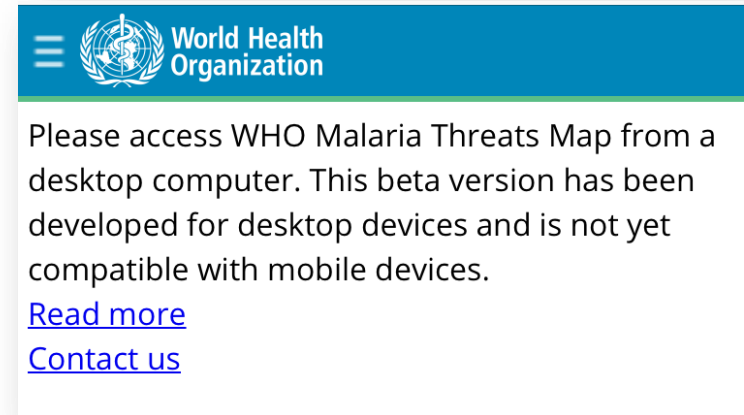 World Health
Organization
Please access WHO Malaria Threats Map from a
desktop computer. This beta version has been
developed for desktop devices and is not yet
compatible with mobile devices.
Read more
Contact us